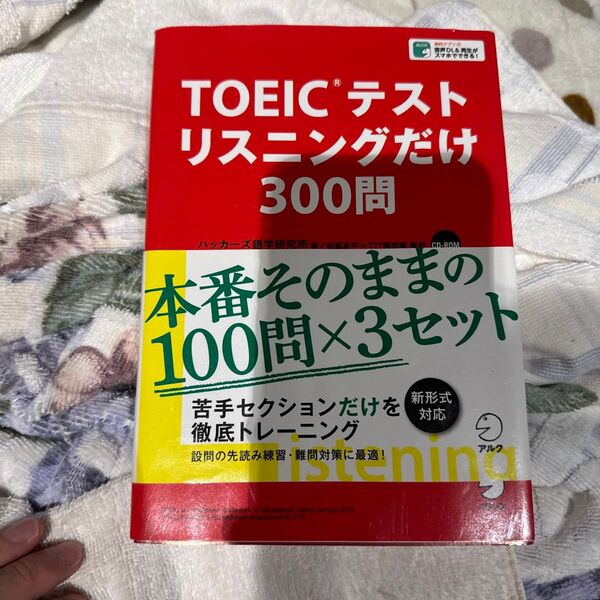 ALCO
無料アプリで
音声DL&再生が
スマホでできる!
TOEIC® テスト
リスニングだけ
300問
ハッカーズ語学研究所 著
CD-ROM
本番そのままの
100問×3セット
苦手セクションだけを
徹底トレーニング
新形式
対応
設問の先読み練習・難問対策に最適!
Listening
アルク